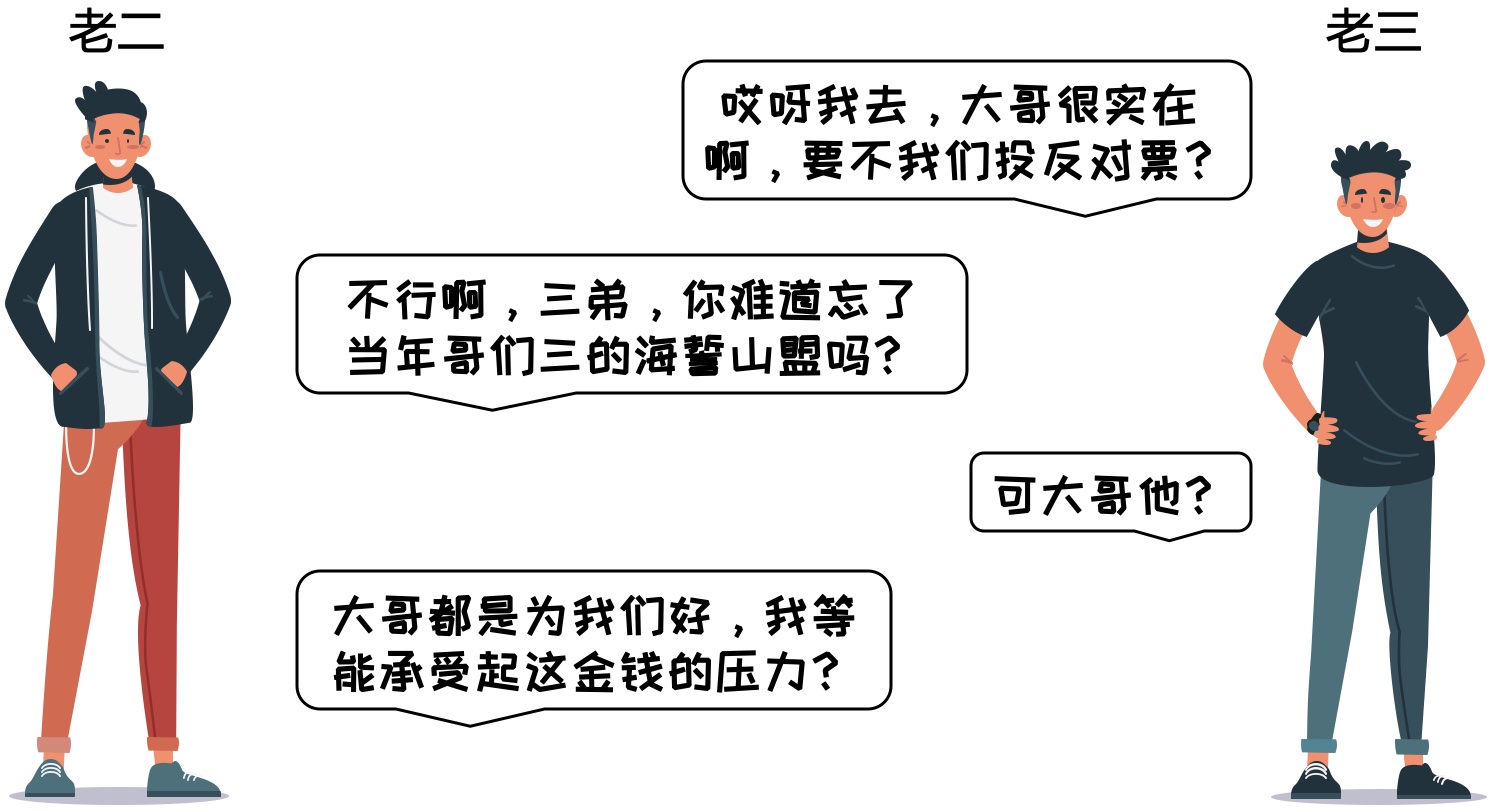 老二
老三
哎呀我去，大哥很实在
啊，要不我们投反对票？
不行啊，三弟，你难道忘了
当年哥们三的海誓山盟吗？
可大哥他？
大哥都是为我们好，我等
能承受起这金钱的压力？